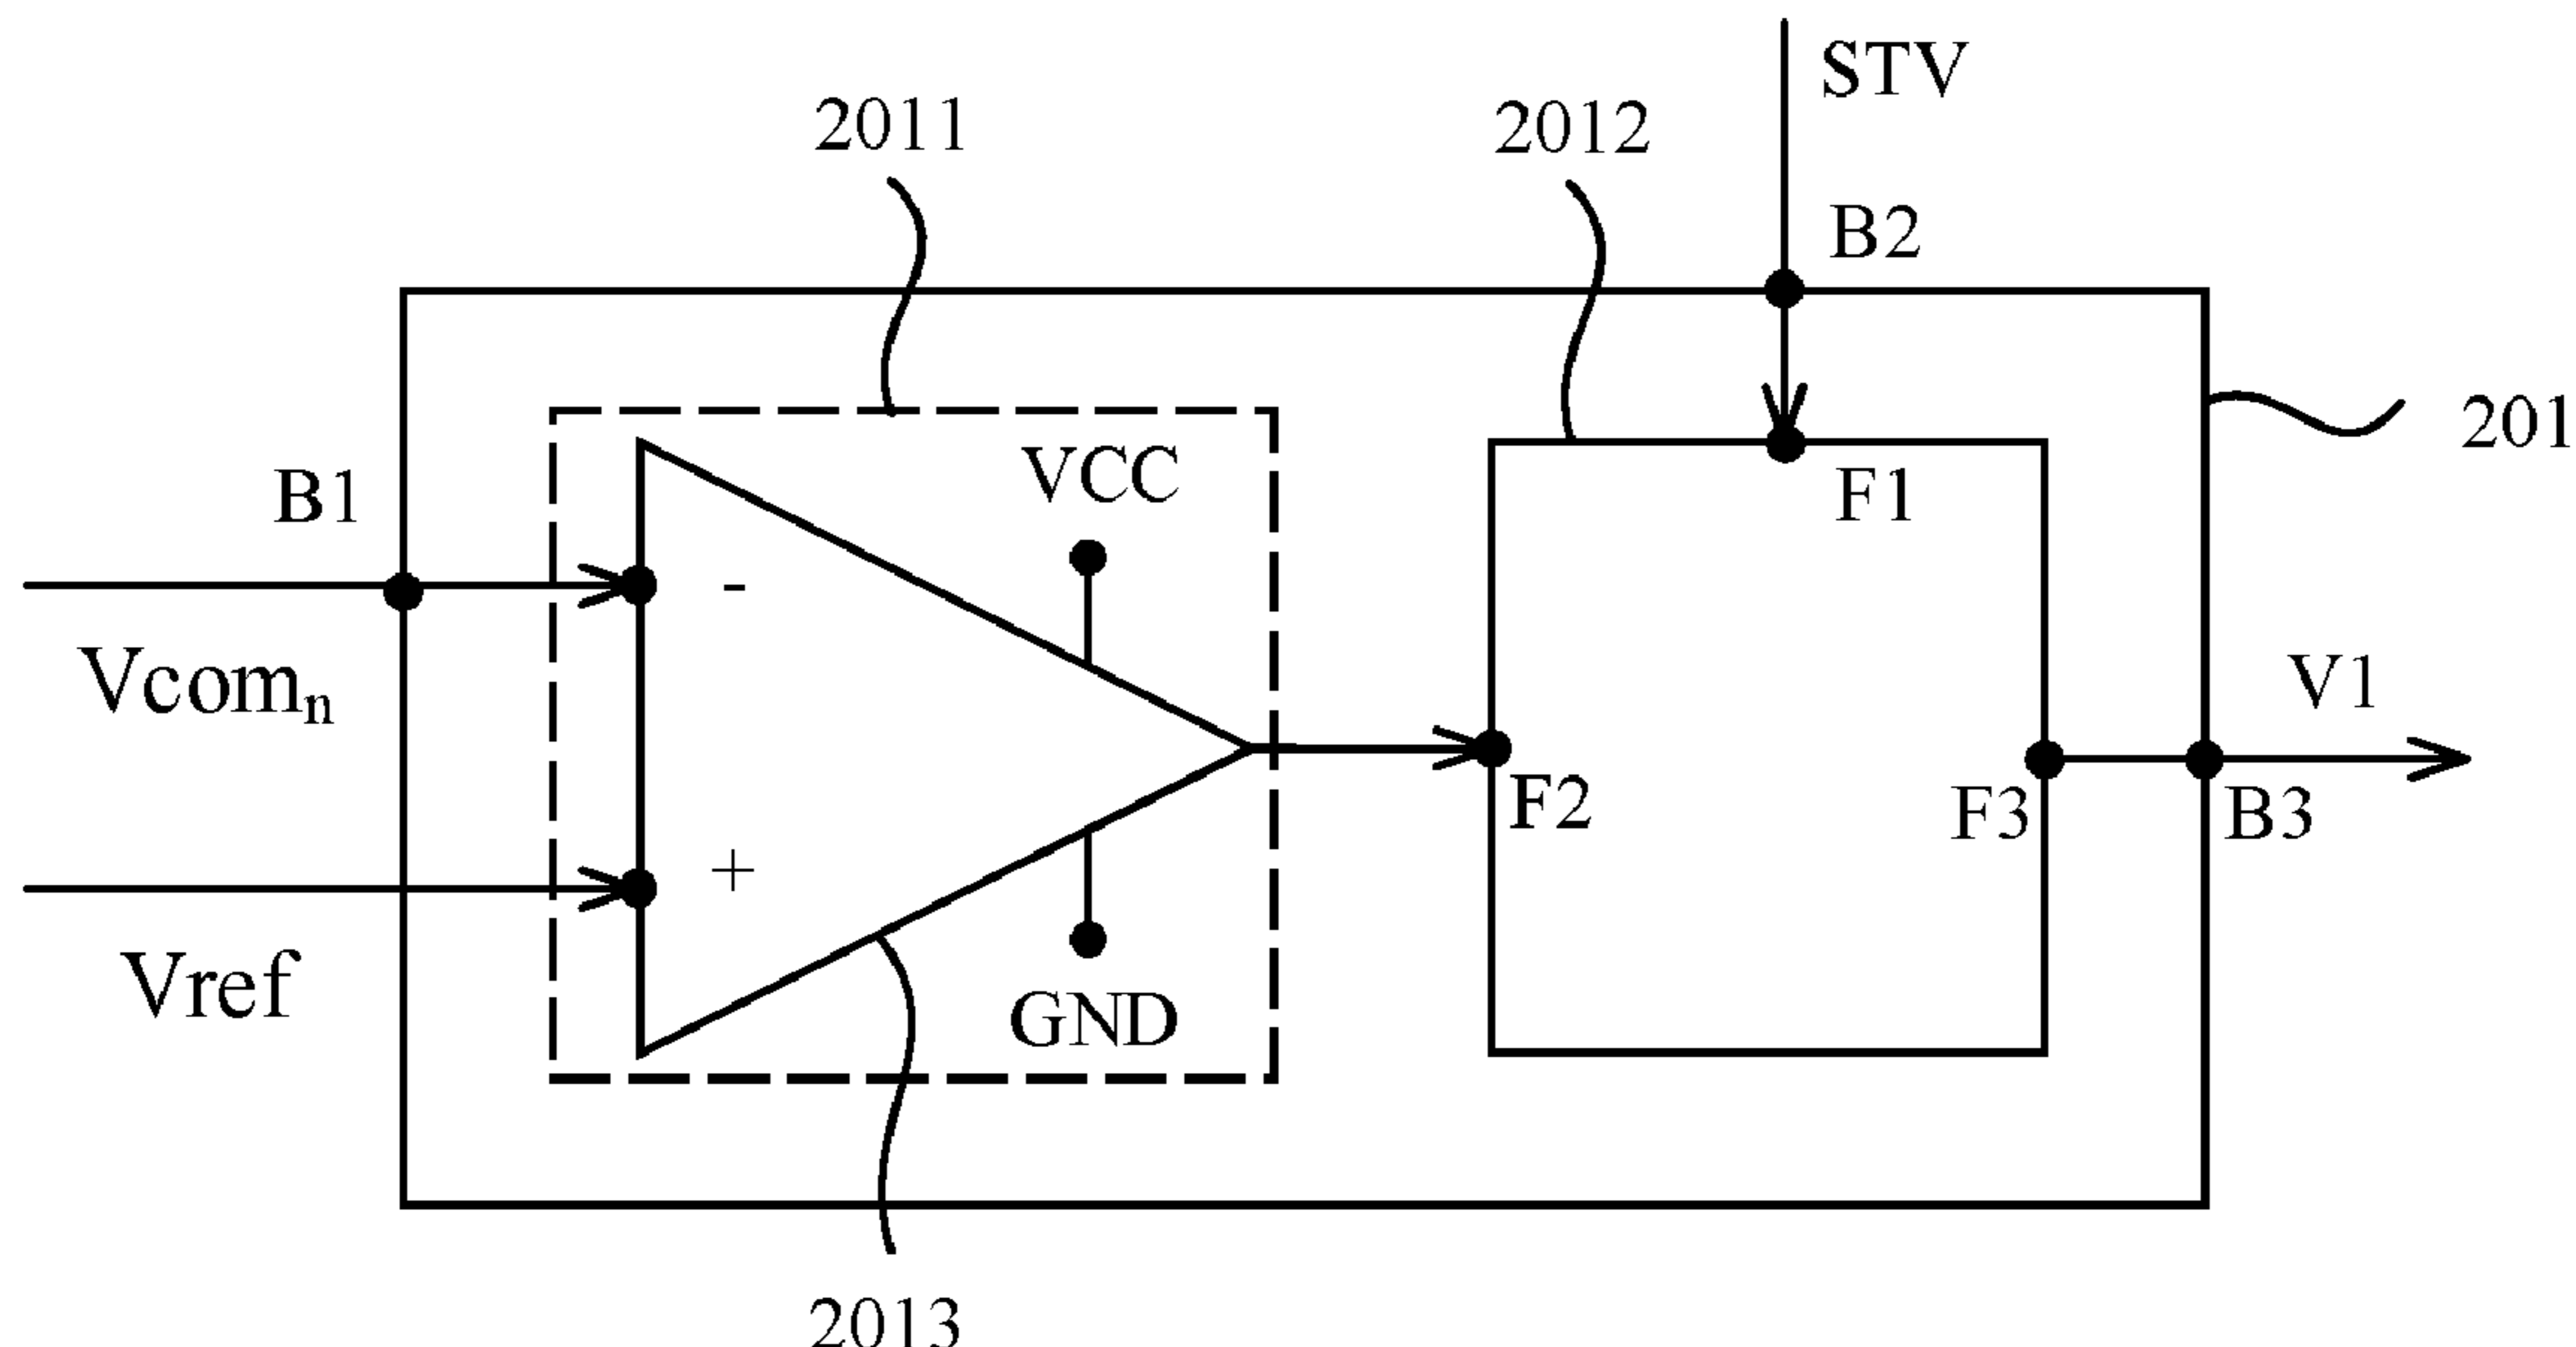 STV
2011
2012
B2
201
VCC
B1
F1
-
Vcomn
V1
F2
F3
B3
+
Vref
GND
2013